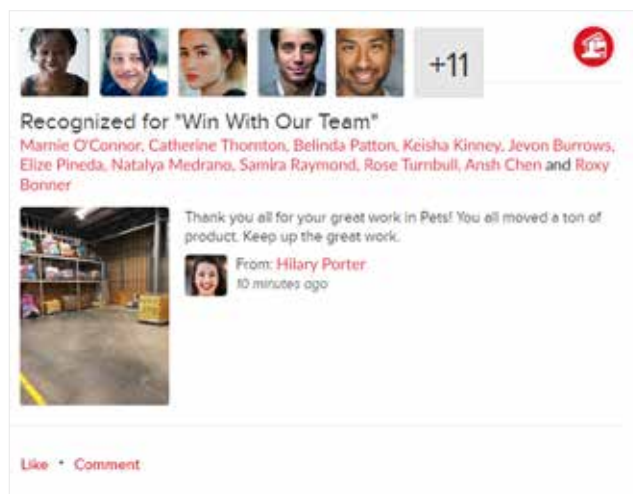 +11
Recognized for "Win With Our Team"
Marnie O'Connor, Catherine Thornton, Belinda Patton, Keisha Kinney, Jevon Burrows,
Elize Pineda, Natalya Medrano, Samira Raymond, Rose Turnbull, Ansh Chen and Roxy
Bonner
Thank you all for your great work in Pets! You all moved a ton of
product. Keep up the great work.
From: Hilary Porter
10 minutes ago
Like • Comment